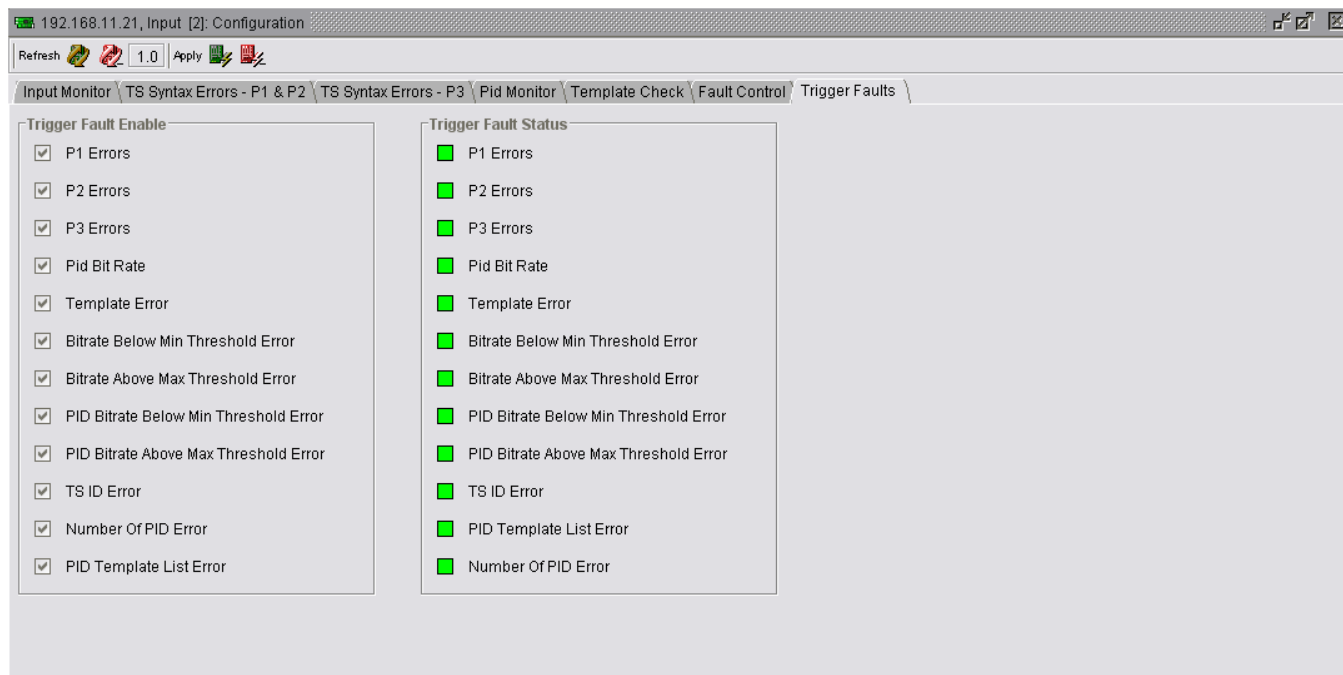 192.168.11.21, Input [2]: Configuration
Refresh 1.0 Apply
Input Monitor TS Syntax Errors - P1 & P2 TS Syntax Errors - P3 Pid Monitor Template Check Fault Control Trigger Faults
Trigger Fault Enable
P1 Errors
P2 Errors
P3 Errors
Pid Bit Rate
Template Error
Bitrate Below Min Threshold Error
Bitrate Above Max Threshold Error
PID Bitrate Below Min Threshold Error
PID Bitrate Above Max Threshold Error
TS ID Error
Number Of PID Error
PID Template List Error
Trigger Fault Status
P1 Errors
P2 Errors
P3 Errors
Pid Bit Rate
Template Error
Bitrate Below Min Threshold Error
Bitrate Above Max Threshold Error
PID Bitrate Below Min Threshold Error
PID Bitrate Above Max Threshold Error
TS ID Error
PID Template List Error
Number Of PID Error